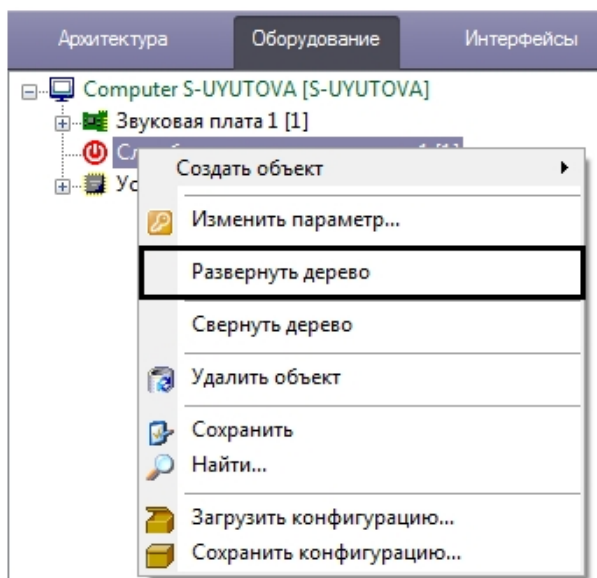 Архитектура Оборудование Интерфейсы
Computer S-UYUTOVA [S-UYUTOVA]
Звуковая плата 1 [1]
Создать объект
Изменить параметр...
Развернуть дерево
Свернуть дерево
Удалить объект
Сохранить
Найти...
Загрузить конфигурацию...
Сохранить конфигурацию...